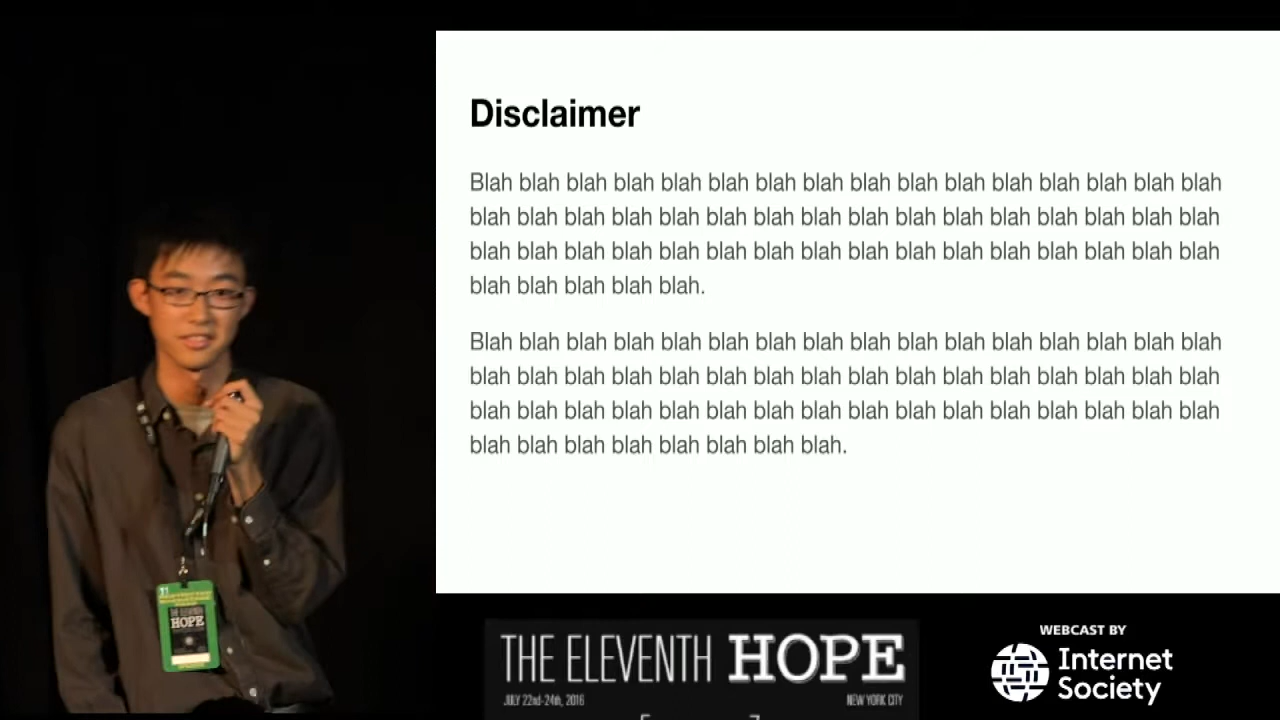 Disclaimer
Blah blah blah blah blah blah blah blah blah blah blah blah blah blah blah blah
blah blah blah blah blah blah blah blah blah blah blah blah blah blah blah blah
blah blah blah blah blah blah blah blah blah blah blah blah blah blah blah blah
blah blah blah blah blah.
Blah blah blah blah blah blah blah blah blah blah blah blah blah blah blah blah
blah blah blah blah blah blah blah blah blah blah blah blah blah blah blah blah
blah blah blah blah blah blah blah blah blah blah blah blah blah blah blah blah
blah blah blah blah blah blah blah blah.
11
THE ELEVENTH
HOPE
THE ELEVENTH HOPE
JULY 22nd-24th, 2016 NEW YORK CITY
WEBCAST BY
Internet
Society